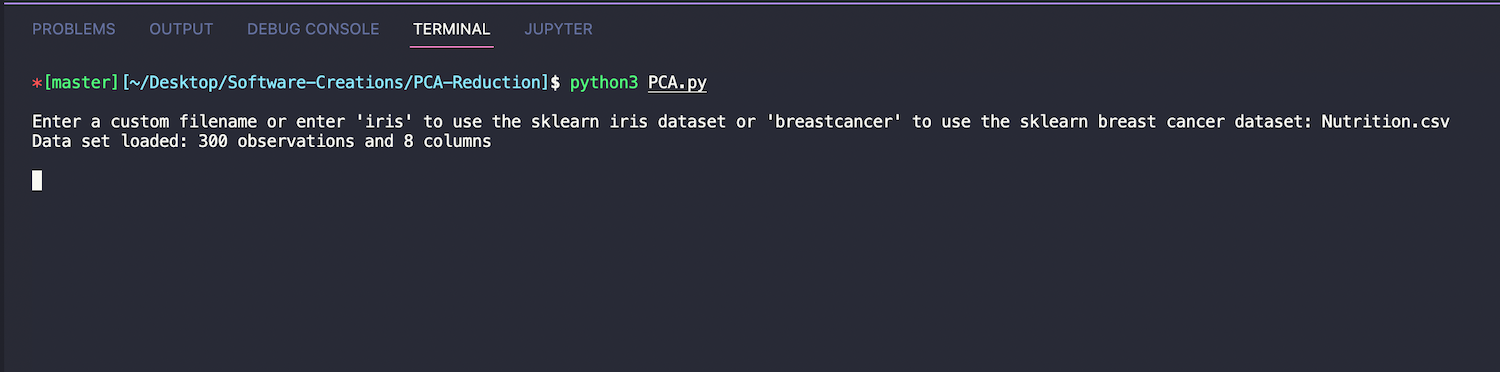 PROBLEMS OUTPUT DEBUG CONSOLE TERMINAL JUPYTER
*[master][~/Desktop/Software-Creations/PCA-Reduction]$ python3 PCA.py
Enter a custom filename or enter 'iris' to use the sklearn iris dataset or 'breastcancer' to use the sklearn breast cancer dataset: Nutrition.csv
Data set loaded: 300 observations and 8 columns